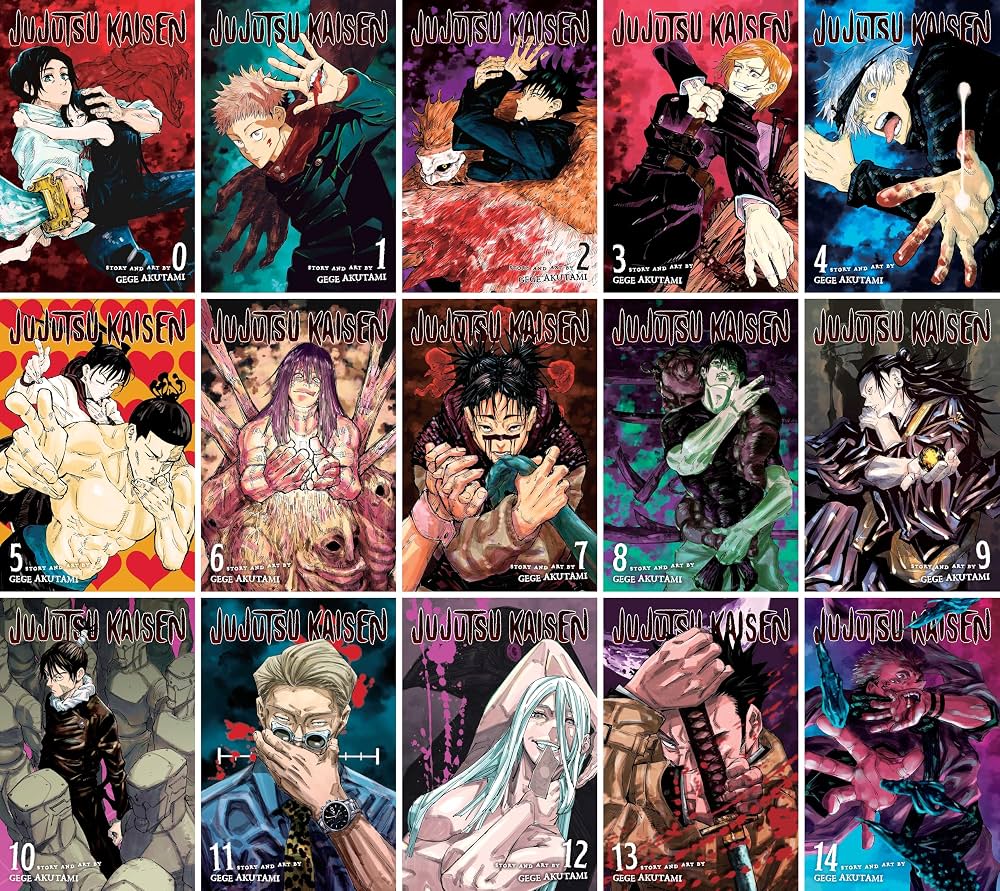 JUJUTSU KAISEN
0
STORY AND ART BY
GEGE AKUTAMI
JUJUTSU KAISEN
1
STORY AND ART BY
GEGE AKUTAMI
JUJUTSU KAISEN
2
STORY AND ART BY
GEGE AKUTAMI
JUJUTSU KAISEN
3 STORY AND ART BY
GEGE AKUTAMI
JUJUTSU KAISEN
4 STORY AND ART BY
GEGE AKUTAMI
JUJUTSU KAISEN
5 STORY AND ART BY
GEGE AKUTAMI
JUJUTSU KAISEN
6 STORY AND ART BY
GEGE AKUTAMI
JUJUTSU KAISEN
7
STORY AND ART BY
GEGE AKUTAMI
JUJUTSU KAISEN
8 STORY AND ART BY
GEGE AKUTAMI
JUJUTSU KAISEN
9
STORY AND ART BY
GEGE AKUTAMI
JUJUTSU KAISEN
10 STORY AND ART BY
GEGE AKUTAMI
JUJUTSU KAISEN
11 STORY AND ART BY
GEGE AKUTAMI
JUJUTSU KAISEN
12
STORY AND ART BY
GEGE AKUTAMI
JUJUTSU KAISEN
13 STORY AND ART BY
GEGE AKUTAMI
JUJUTSU KAISEN
14 STORY AND ART BY
GEGE AKUTAMI